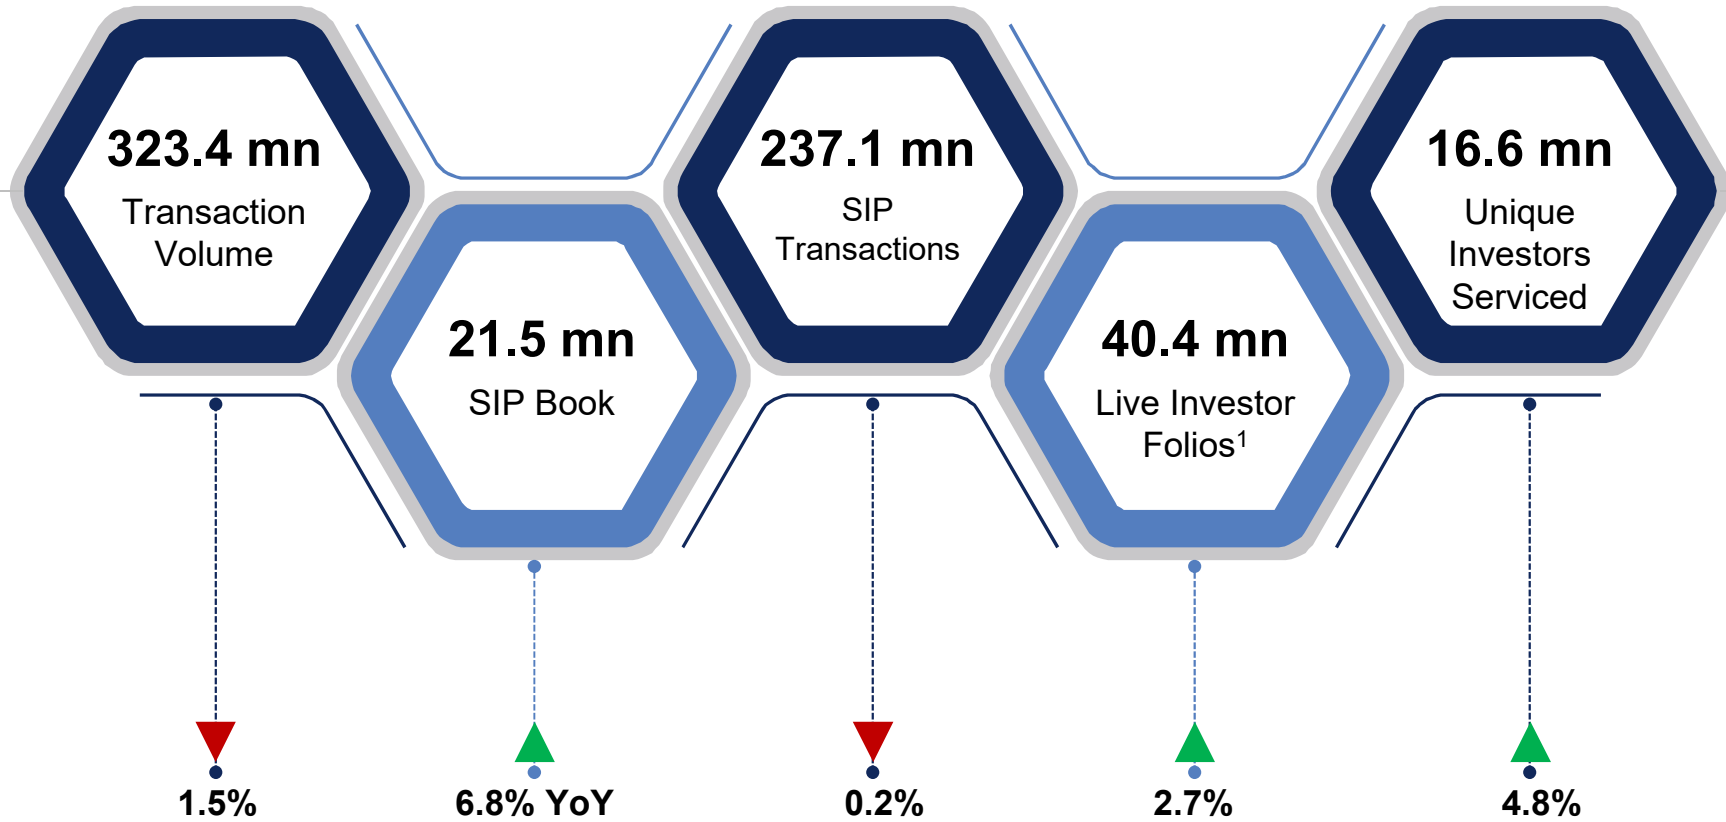 323.4 mn
Transaction
Volume
21.5 mn
SIP Book
237.1 mn
SIP
Transactions
40.4 mn
Live Investor
Folios¹
16.6 mn
Unique
Investors
Serviced
1.5%
6.8% YoY
0.2%
2.7%
4.8%